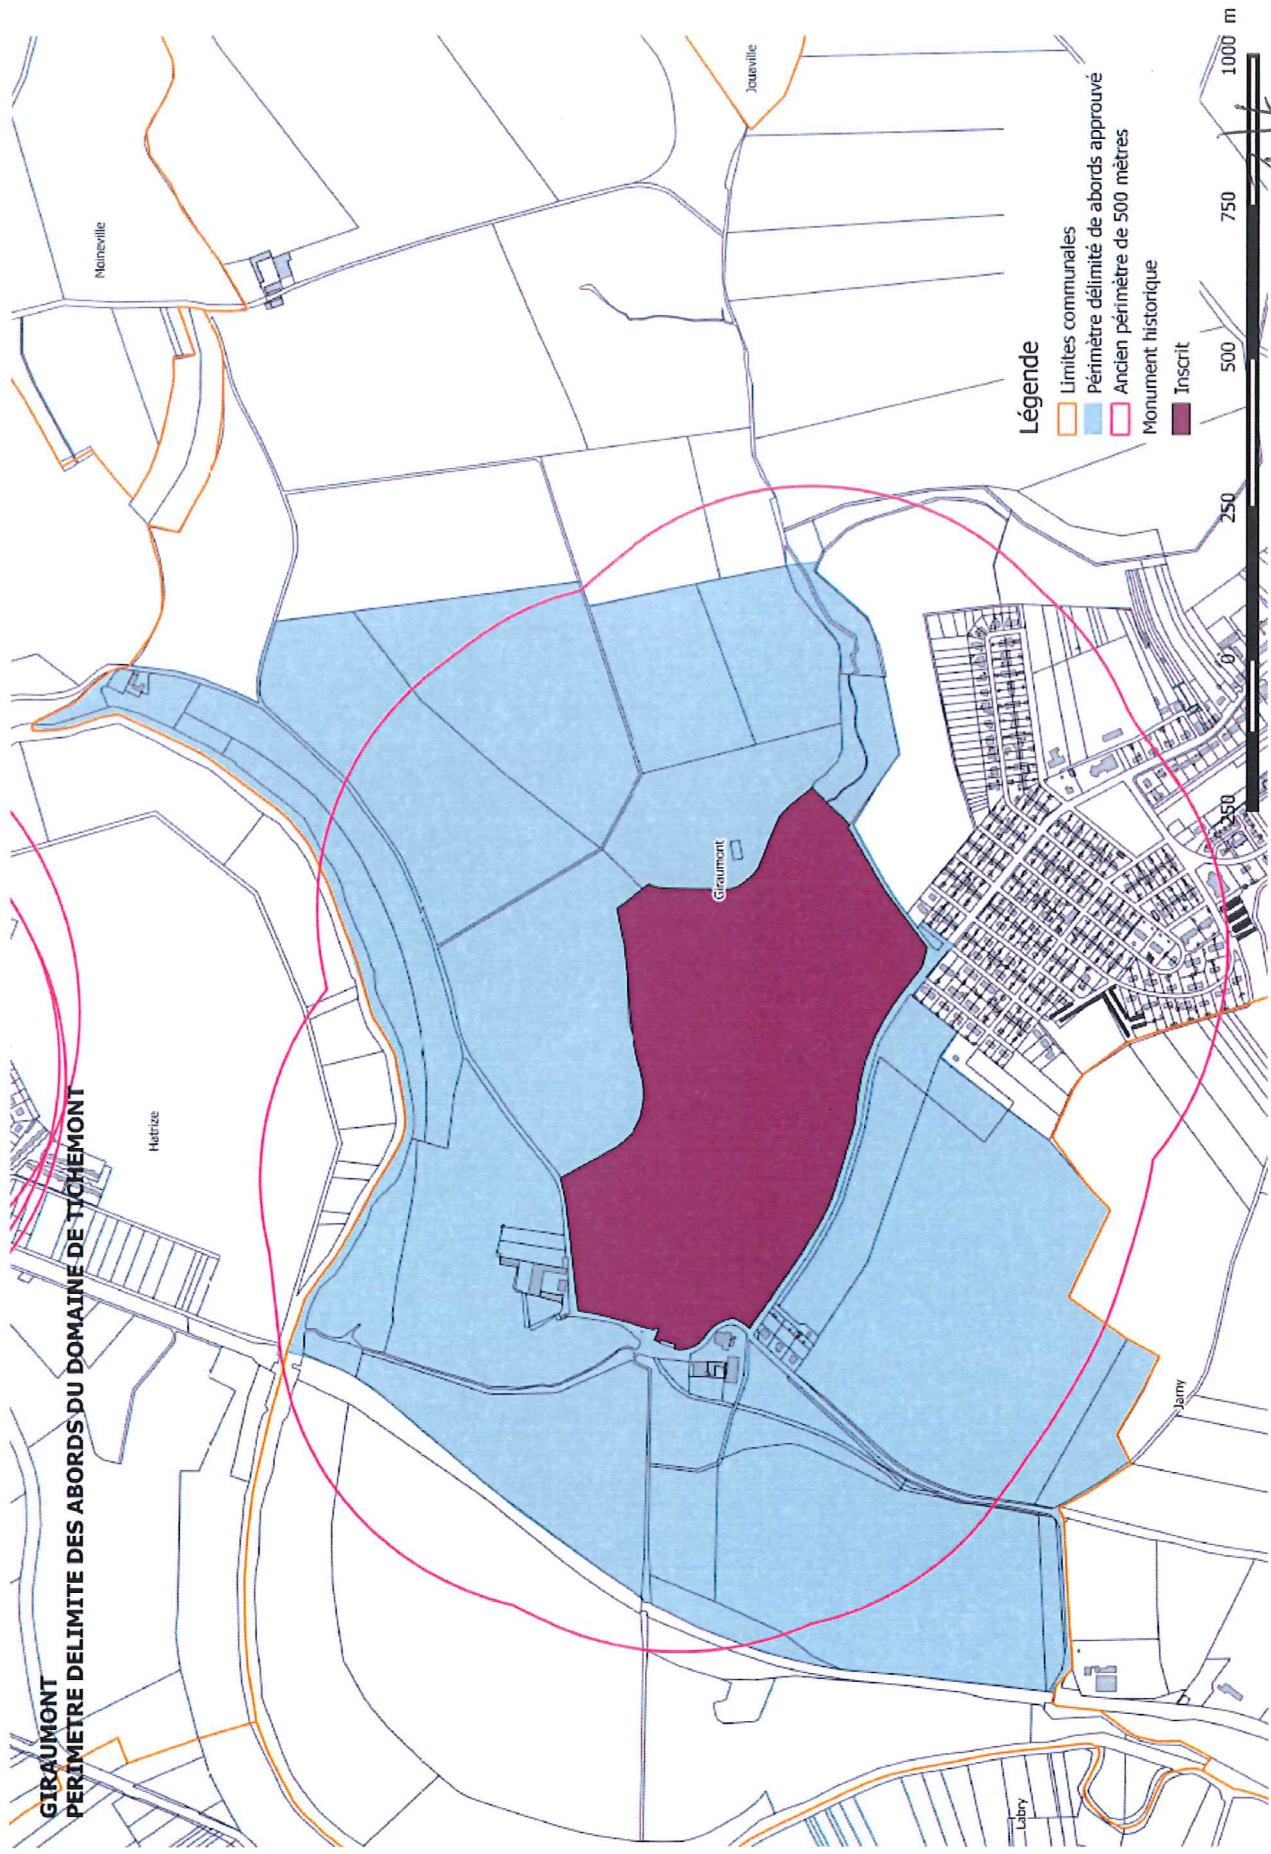 GIRAUMONT
PERIMETRE DELIMITE DES ABORDS DU DOMAINE DE TICHEMONT
Hatrize
Moineville
Jouaville
Giraumont
Jarny
Labry
Légende
Limites communales
Périmètre délimité de abords approuvé
Ancien périmètre de 500 mètres
Monument historique
Inscrit
250 0 250 500 750 1000 m